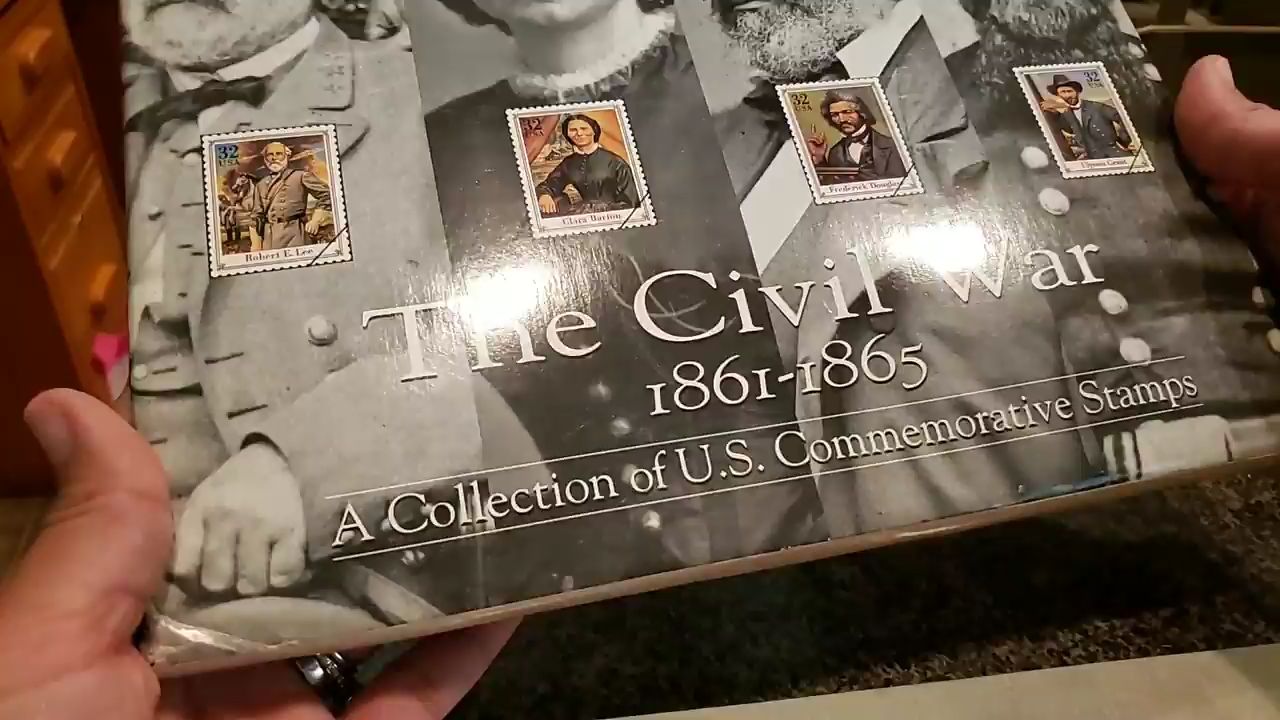 32
USA
Robert E. Lee
32
USA
Clara Barton
32
USA
Frederick Douglass
32
USA
Ulysses Grant
The Civil War
1861-1865
A Collection of U.S. Commemorative Stamps